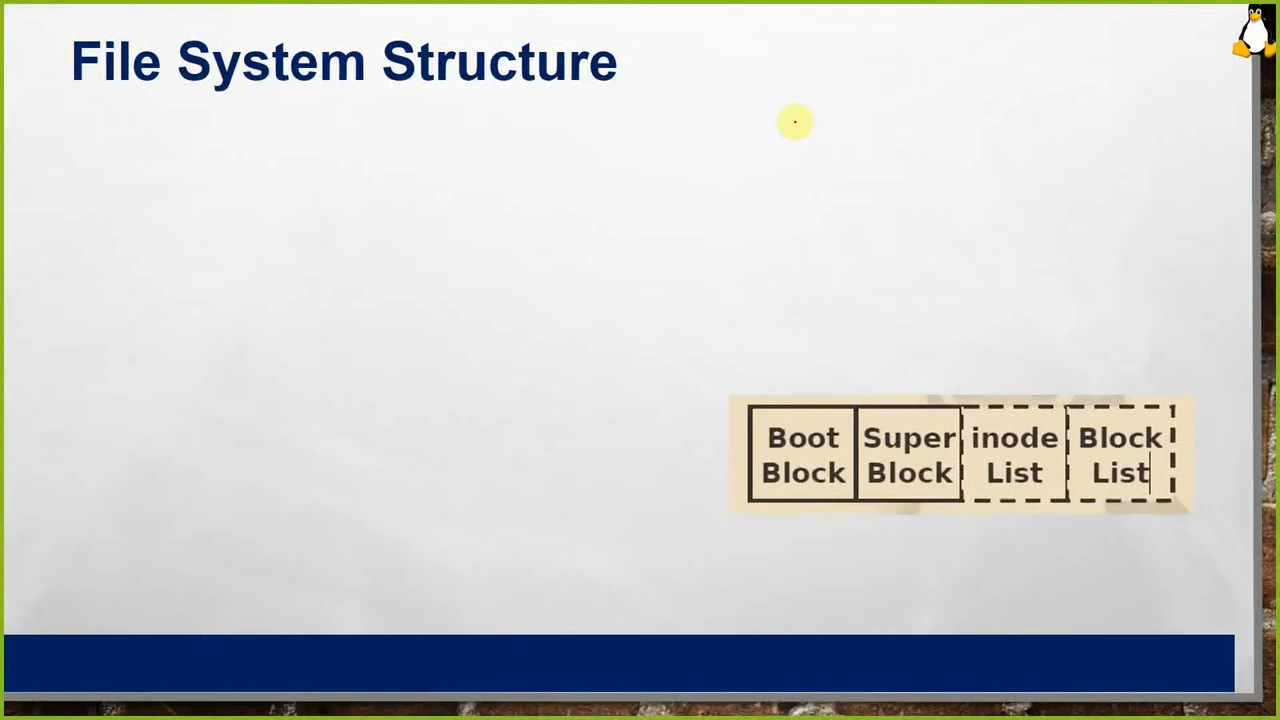 File System Structure
Boot Super inode Block
Block Block List List